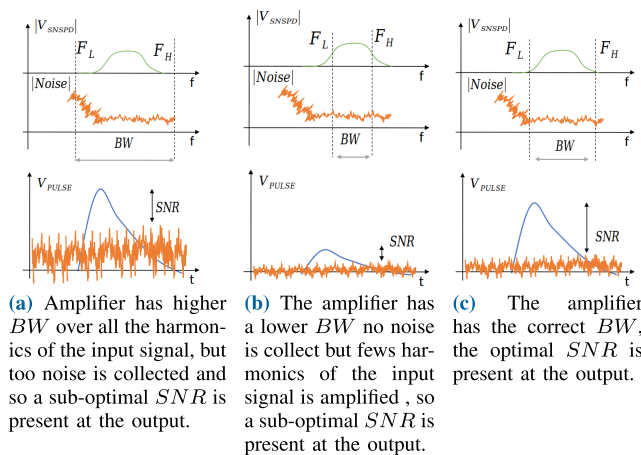 |V_SNSPD|
F_L
F_H
f
|Noise|
BW
f
V_PULSE
SNR
t
(a) Amplifier has higher
BW over all the harmon-
ics of the input signal, but
too noise is collected and
so a sub-optimal SNR is
present at the output.
|V_SNSPD|
F_L
F_H
f
|Noise|
BW
f
V_PULSE
SNR
t
(b) The amplifier has
a lower BW no noise
is collect but fews har-
monics of the input
signal is amplified , so
a sub-optimal SNR is
present at the output.
|V_SNSPD|
F_L
F_H
f
|Noise|
BW
f
V_PULSE
SNR
t
(c) The amplifier
has the correct BW,
the optimal SNR is
present at the output.